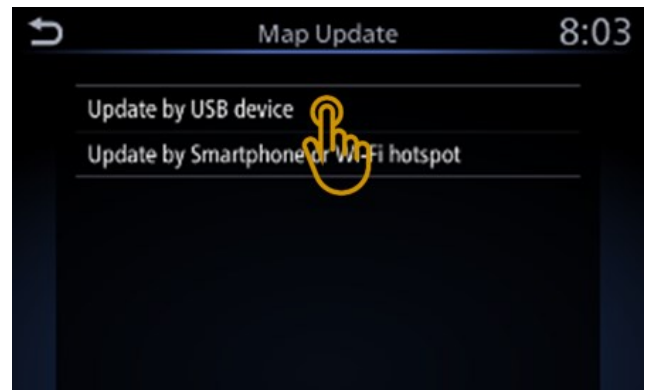 Map Update 8:03
Update by USB device
Update by Smartphone or Wi-Fi hotspot